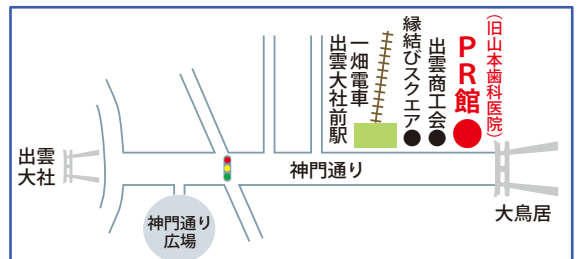 (旧山本歯科医院)
PR館
出雲商工会
縁結びスクエア
一畑電車
出雲大社前駅
神門通り
出雲
大社
大鳥居
神門通り
広場